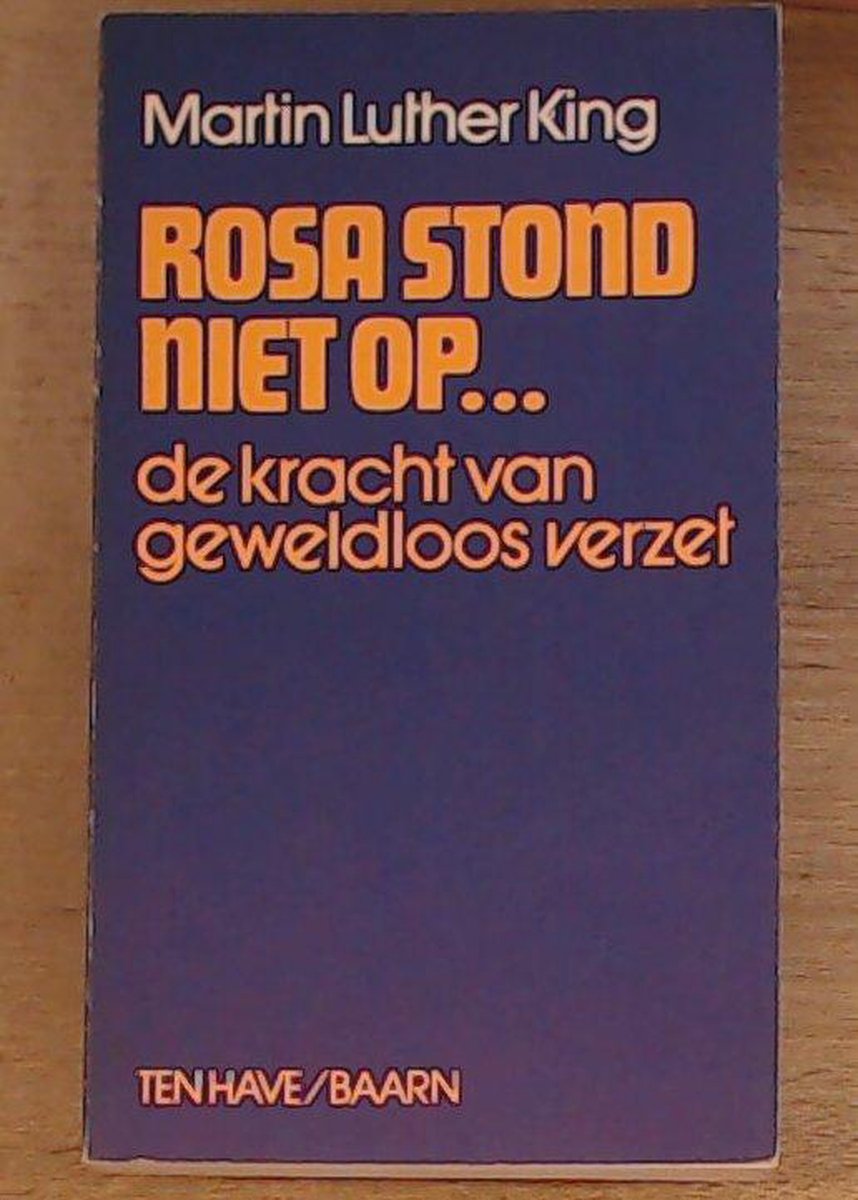 Martin Luther King
ROSA STOND
NIET OP...
de kracht van
geweldloos verzet
TEN HAVE/BAARN